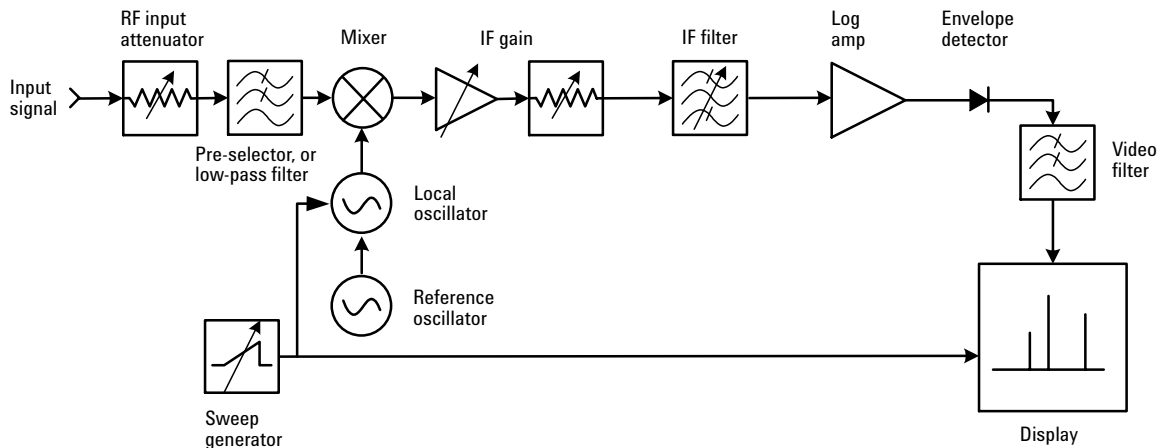 RF input
attenuator
Mixer
IF gain
IF filter
Log
amp
Envelope
detector
Input
signal
Pre-selector, or
low-pass filter
Video
filter
Local
oscillator
Reference
oscillator
Sweep
generator
Display